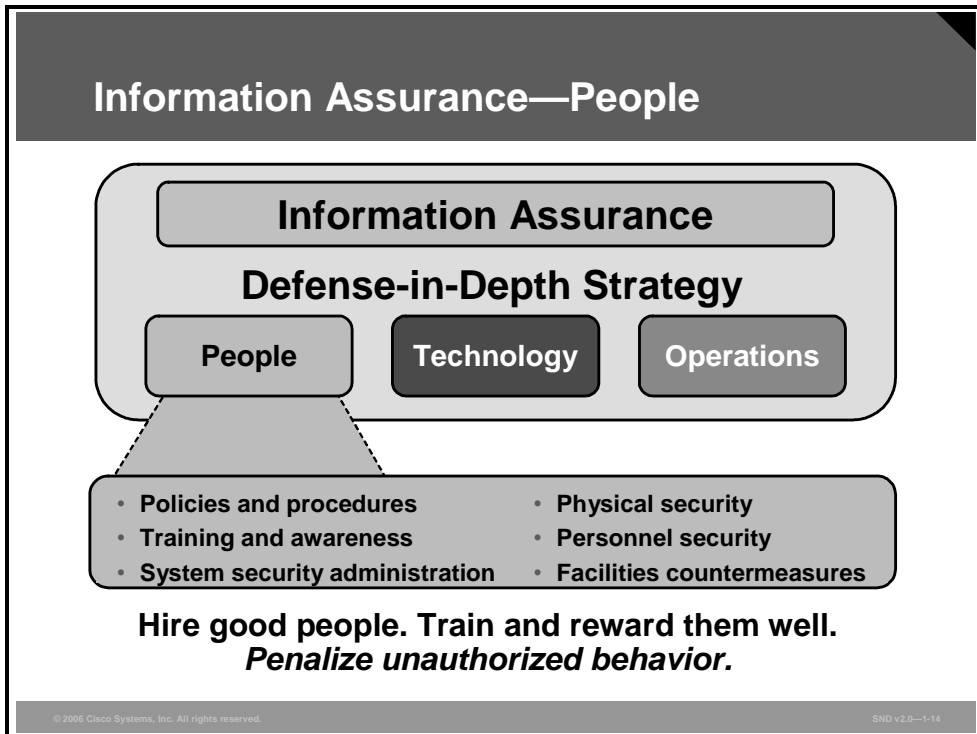 Information Assurance—People
Information Assurance
Defense-in-Depth Strategy
People
Technology
Operations
• Policies and procedures
• Training and awareness
• System security administration
• Physical security
• Personnel security
• Facilities countermeasures
Hire good people. Train and reward them well.
Penalize unauthorized behavior.
© 2006 Cisco Systems, Inc. All rights reserved.
SND v2.0—1-14